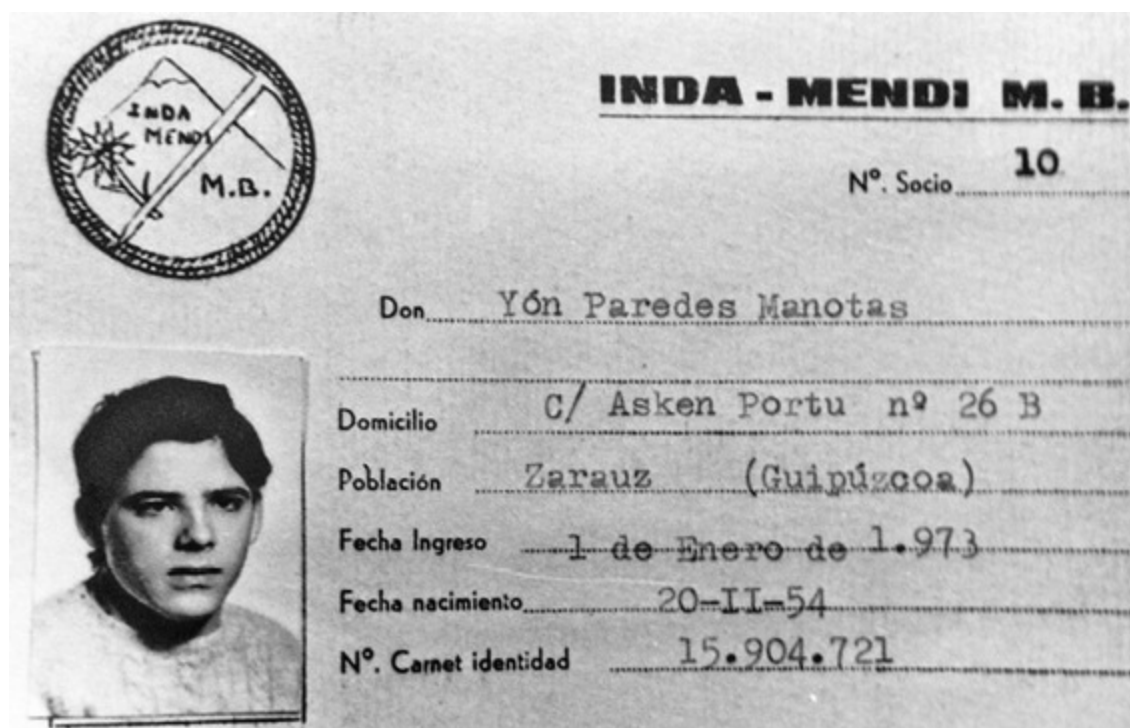 INDA
MENDI
M.B.
INDA - MENDI M. B.
Nº. Socio 10
Don Yón Paredes Manotas
Domicilio C/ Asken Portu nº 26 B
Población Zarauz (Guipúzcoa)
Fecha Ingreso 1 de Enero de 1.973
Fecha nacimiento 20-II-54
Nº. Carnet identidad 15.904.721